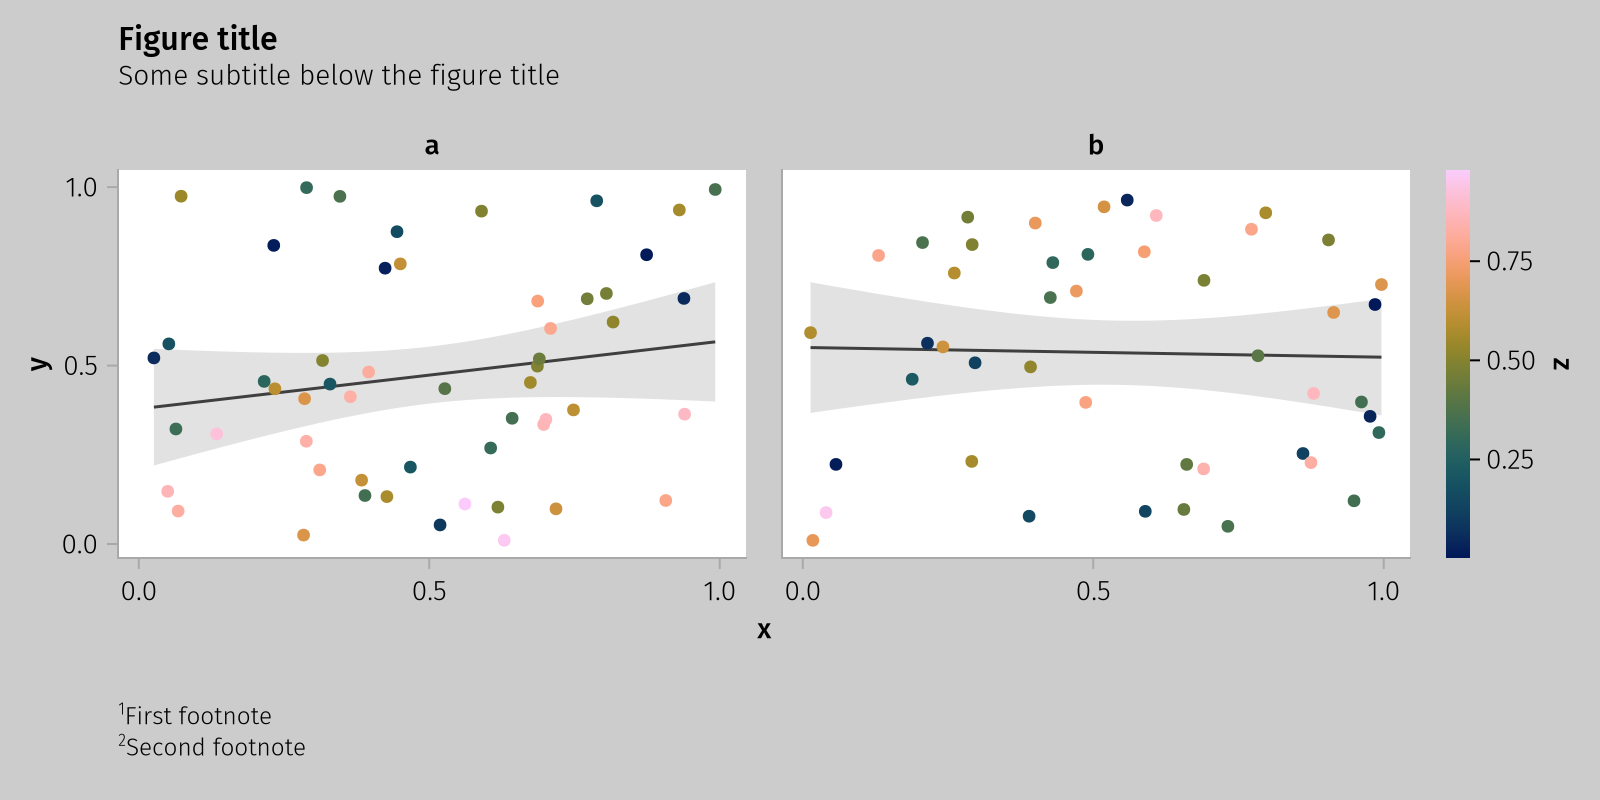 Figure title
Some subtitle below the figure title
a
b
y
1.0
0.5
0.0
0.0 0.5 1.0
0.0 0.5 1.0
x
0.75
0.50
0.25
z
¹First footnote
²Second footnote